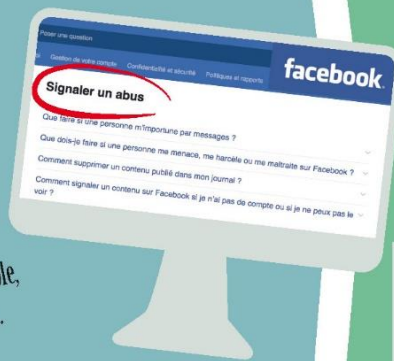 Poser une question
Gestion de votre compte Confidentialité et sécurité Politiques et rapports
facebook
Signaler un abus
Que faire si une personne m'importune par messages ?
Que dois-je faire si une personne me menace, me harcèle ou me maltraite sur Facebook ?
Comment supprimer un contenu publié dans mon journal ?
Comment signaler un contenu sur Facebook si je n'ai pas de compte ou si je ne peux pas le
voir ?